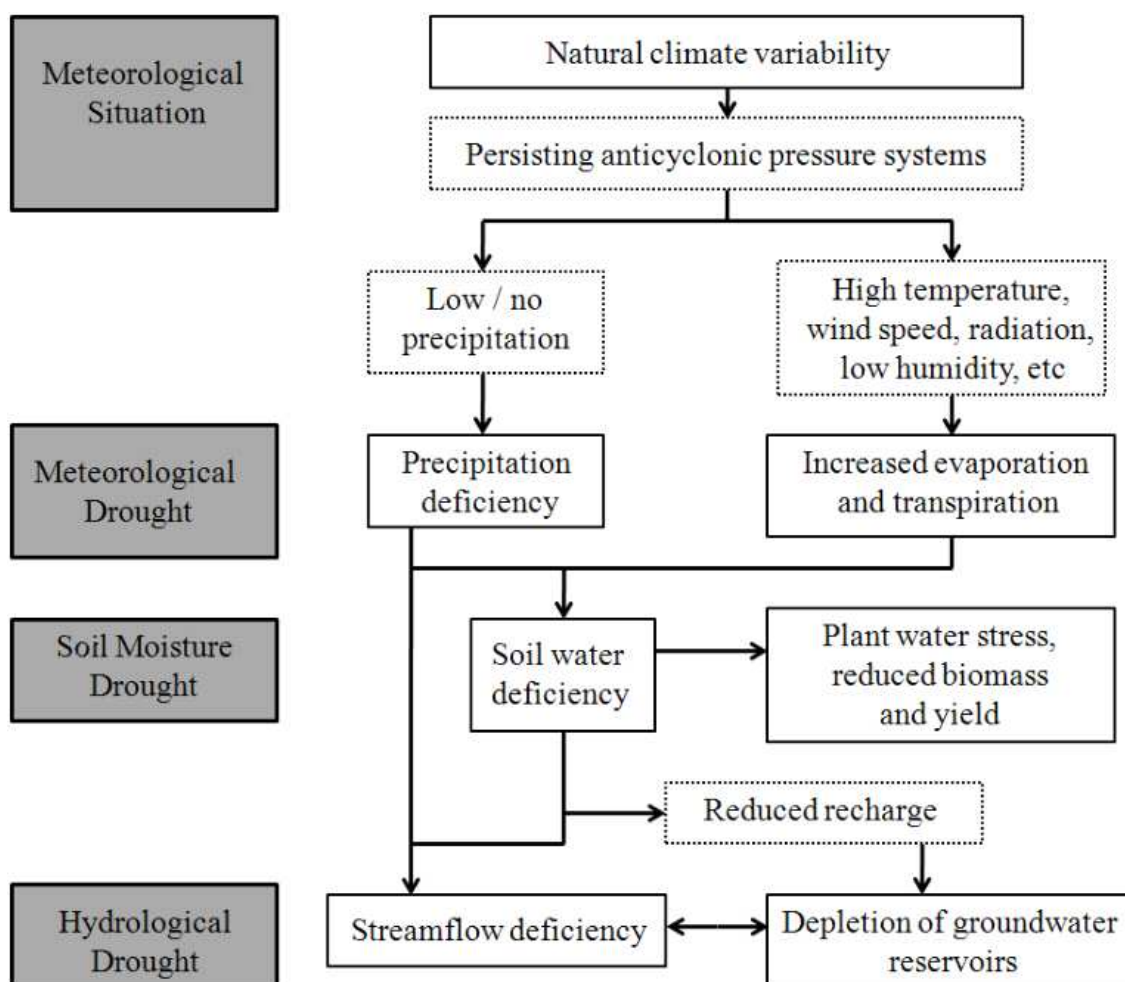 Meteorological
Situation
Natural climate variability
Persisting anticyclonic pressure systems
Low / no
precipitation
High temperature,
wind speed, radiation,
low humidity, etc
Meteorological
Drought
Precipitation
deficiency
Increased evaporation
and transpiration
Soil Moisture
Drought
Soil water
deficiency
Plant water stress,
reduced biomass
and yield
Reduced recharge
Hydrological
Drought
Streamflow deficiency
Depletion of groundwater
reservoirs